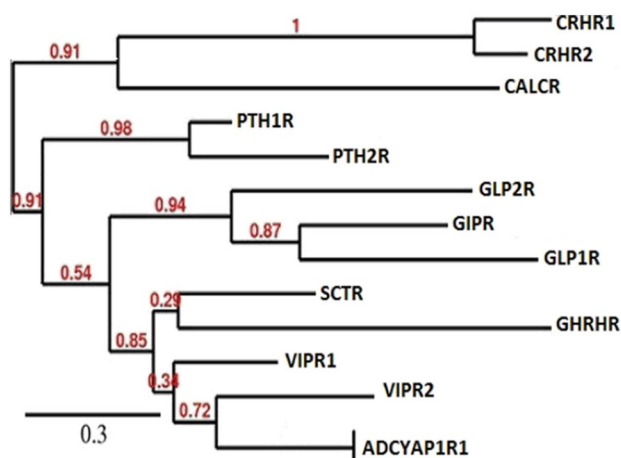 1
CRHR1
0.91
CRHR2
CALCR
0.98
PTH1R
PTH2R
0.94
GLP2R
0.91
0.87
GIPR
GLP1R
0.54
0.29
SCTR
GHRHR
0.85
VIPR1
0.34
VIPR2
0.72
0.3
ADCYAP1R1